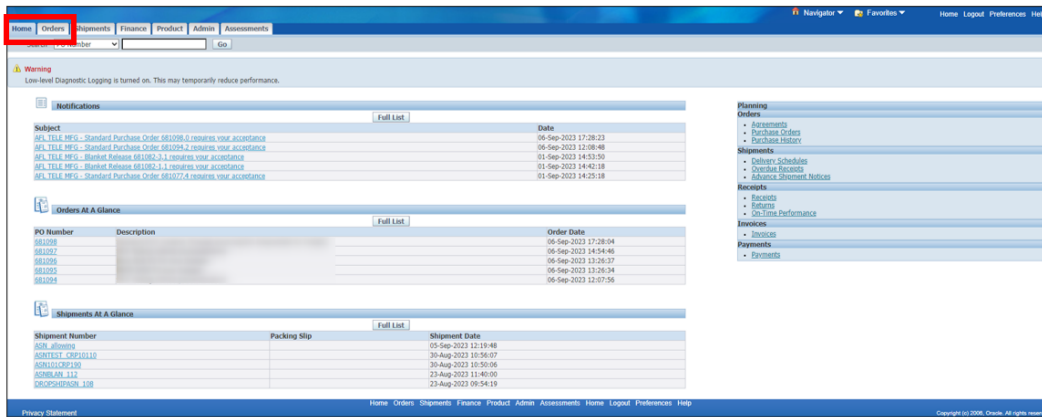 Navigator Favorites Home Logout Preferences Hel
Home Orders Shipments Finance Product Admin Assessments
Go
Warning
Low-level Diagnostic Logging is turned on. This may temporarily reduce performance.
Notifications
Full List
Subject Date
AFL TELE MFG - Standard Purchase Order 681098,0 requires your acceptance 06-Sep-2023 17:28:23
AFL TELE MFG - Standard Purchase Order 681094,2 requires your acceptance 06-Sep-2023 12:08:48
AFL TELE MFG - Blanket Release 681082-3,1 requires your acceptance 01-Sep-2023 14:53:50
AFL TELE MFG - Blanket Release 681082-1,1 requires your acceptance 01-Sep-2023 14:42:18
AFL TELE MFG - Standard Purchase Order 681077,4 requires your acceptance 01-Sep-2023 14:25:18
Orders At A Glance
Full List
PO Number Description Order Date
681098 06-Sep-2023 17:28:04
681097 06-Sep-2023 14:54:46
681096 06-Sep-2023 13:26:37
681095 06-Sep-2023 13:26:34
681094 06-Sep-2023 12:07:56
Shipments At A Glance
Full List
Shipment Number Packing Slip Shipment Date
ASN_allowing 05-Sep-2023 12:19:48
ASNTEST_CRP10110 30-Aug-2023 10:56:07
ASN101CRP190 30-Aug-2023 10:50:06
ASNBLAN_112 23-Aug-2023 11:40:00
DROPSHIPASN_108 23-Aug-2023 09:54:19
Planning
Orders
Agreements
Purchase Orders
Purchase History
Shipments
Delivery Schedules
Overdue Receipts
Advance Shipment Notices
Receipts
Receipts
Returns
On-Time Performance
Invoices
Invoices
Payments
Payments
Home Orders Shipments Finance Product Admin Assessments Home Logout Preferences Help
Privacy Statement Copyright (c) 2006, Oracle. All rights reser